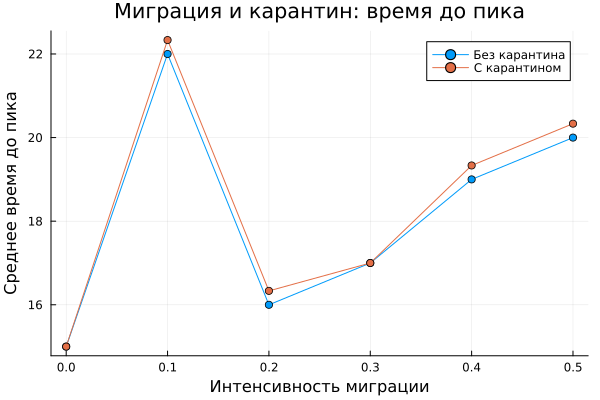 Миграция и карантин: время до пика
Без карантина
С карантином
Среднее время до пика
22
20
18
16
0.0 0.1 0.2 0.3 0.4 0.5
Интенсивность миграции